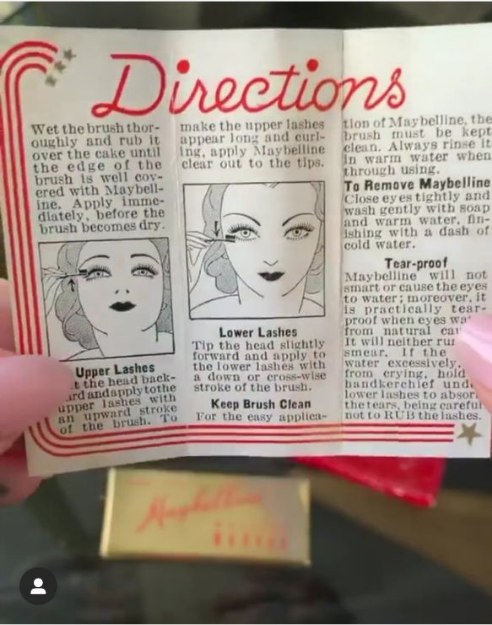 Directions
Wet the brush thor-
oughly and rub it
over the cake until
the edge of the
brush is well cov-
ered with Maybell-
ine. Apply imme-
diately, before the
brush becomes dry.
Upper Lashes
the head back-
and apply to the
upper lashes with
an upward stroke
of the brush. To
make the upper lashes
appear long and curl-
ing, apply Maybelline
clear out to the tips.
Lower Lashes
Tip the head slightly
forward and apply to
the lower lashes with
a down or cross-wise
stroke of the brush.
Keep Brush Clean
For the easy applica-
tion of Maybelline, the
brush must be kept
clean. Always rinse it
in warm water when
through using.
To Remove Maybelline
Close eyes tightly and
wash gently with soap
and warm water, fin-
ishing with a dash of
cold water.
Tear-proof
Maybelline will not
smart or cause the eyes
to water; moreover, it
is practically tear-
proof when eyes
from natural
It will neither
smear. If the
water excessively,
from crying, hold
handkerchief
lower lashes to absor
the tears, being careful
not to RUB the lashes.
Maybelline